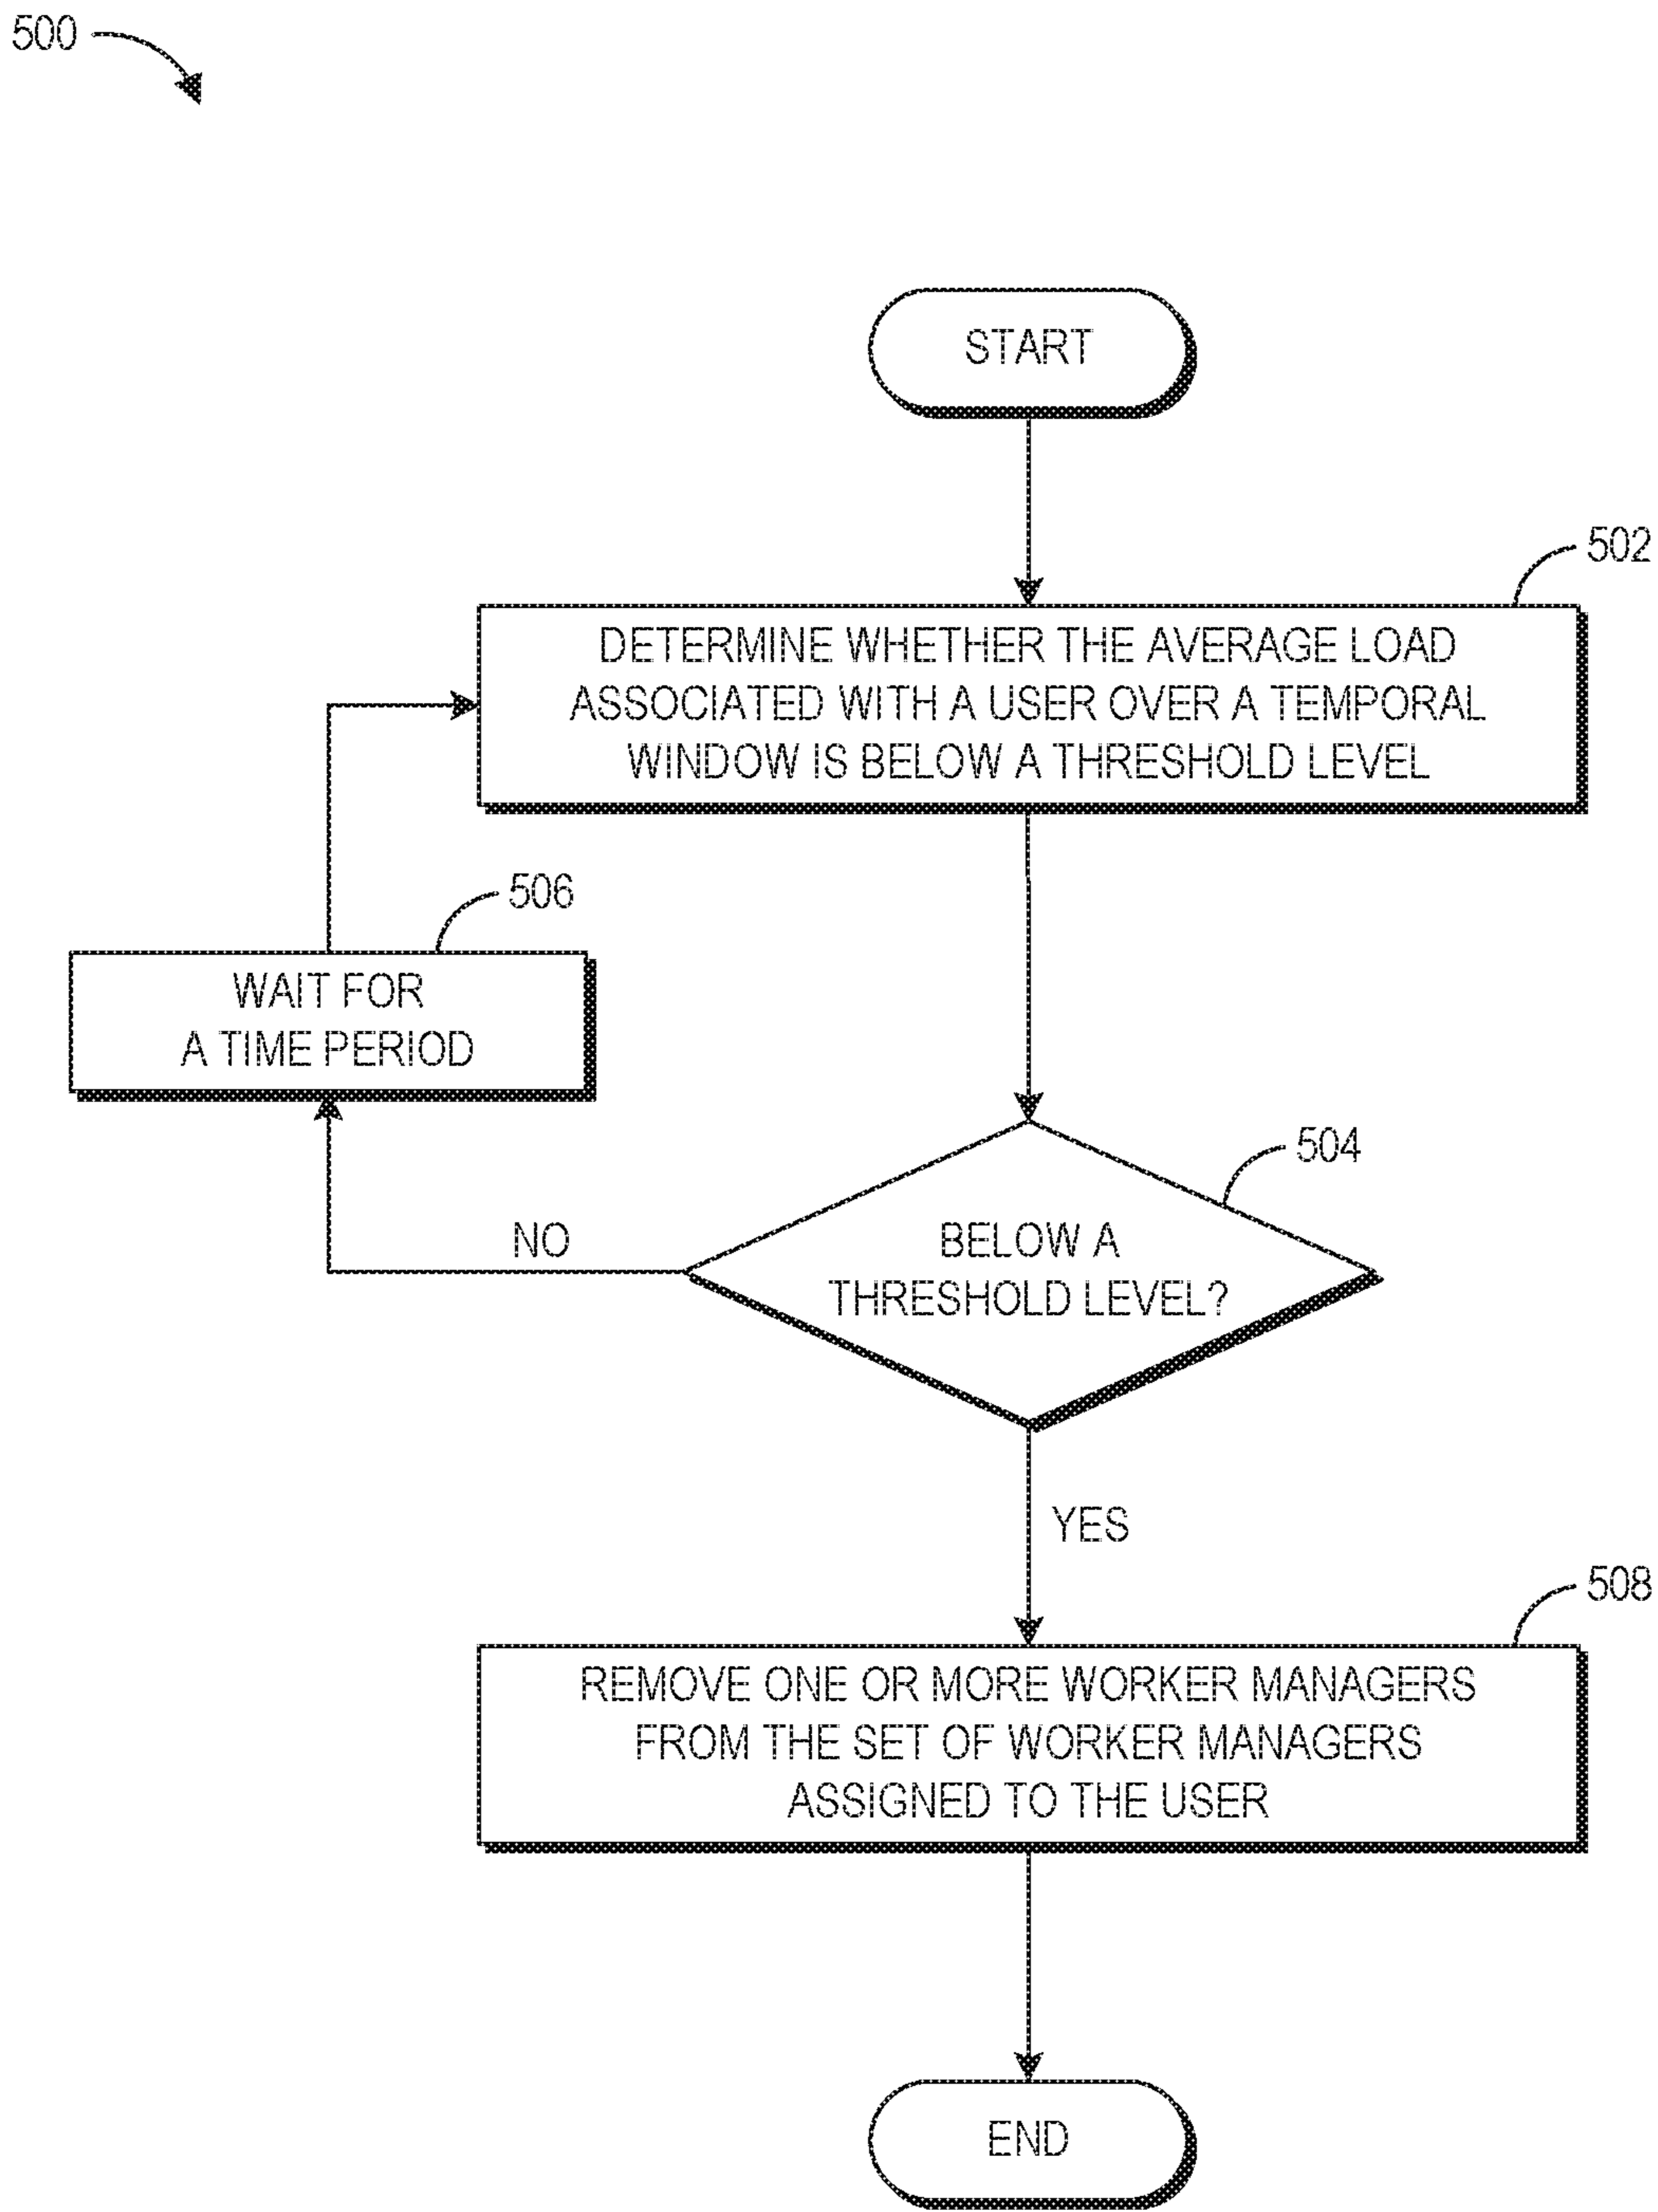 500
START
502
DETERMINE WHETHER THE AVERAGE LOAD
ASSOCIATED WITH A USER OVER A TEMPORAL
WINDOW IS BELOW A THRESHOLD LEVEL
506
WAIT FOR
A TIME PERIOD
504
NO
BELOW A
THRESHOLD LEVEL?
YES
508
REMOVE ONE OR MORE WORKER MANAGERS
FROM THE SET OF WORKER MANAGERS
ASSIGNED TO THE USER
END